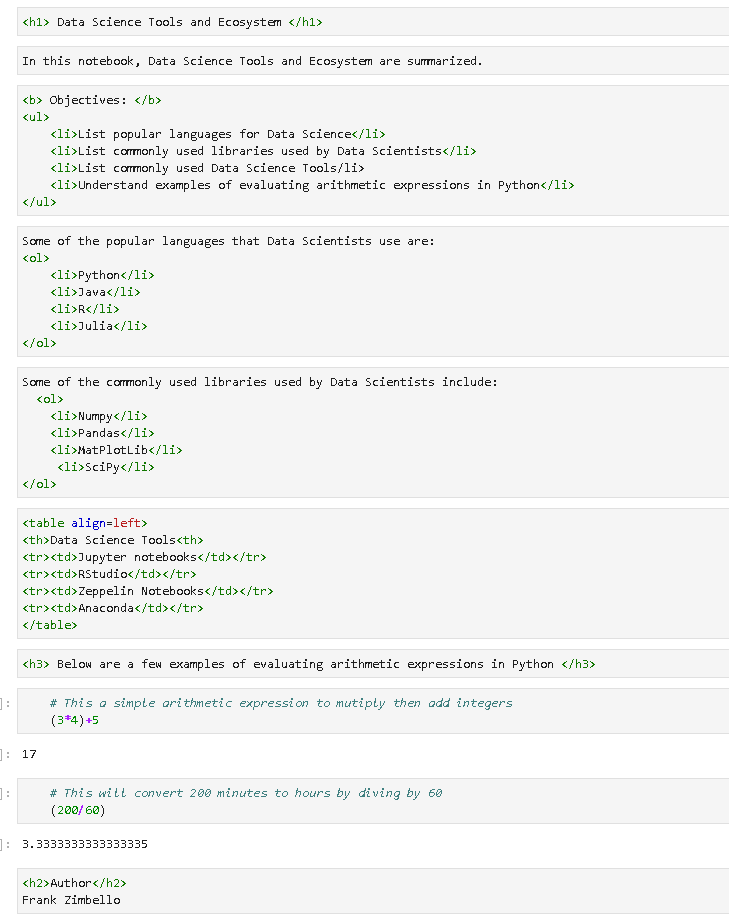 <h1> Data Science Tools and Ecosystem </h1>
In this notebook, Data Science Tools and Ecosystem are summarized.
<b> Objectives: </b>
<ul>
    <li>List popular languages for Data Science</li>
    <li>List commonly used libraries used by Data Scientists</li>
    <li>List commonly used Data Science Tools/li>
    <li>Understand examples of evaluating arithmetic expressions in Python</li>
</ul>
Some of the popular languages that Data Scientists use are:
<ol>
    <li>Python</li>
    <li>Java</li>
    <li>R</li>
    <li>Julia</li>
</ol>
Some of the commonly used libraries used by Data Scientists include:
  <ol>
    <li>Numpy</li>
    <li>Pandas</li>
    <li>MatPlotLib</li>
     <li>SciPy</li>
</ol>
<table align=left>
<th>Data Science Tools<th>
<tr><td>Jupyter notebooks</td></tr>
<tr><td>RStudio</td></tr>
<tr><td>Zeppelin Notebooks</td></tr>
<tr><td>Anaconda</td></tr>
</table>
<h3> Below are a few examples of evaluating arithmetic expressions in Python </h3>
]:    # This a simple arithmetic expression to mutiply then add integers
    (3*4)+5
]: 17
]:    # This will convert 200 minutes to hours by diving by 60
    (200/60)
]: 3.3333333333333335
<h2>Author</h2>
Frank Zimbello